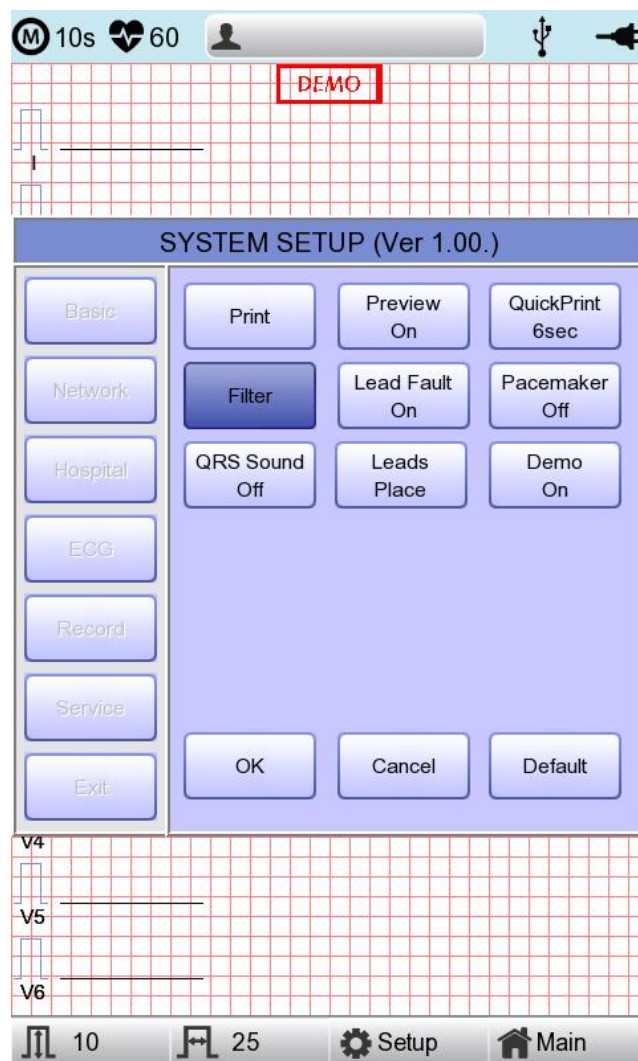 M 10s 60
DEMO
I
SYSTEM SETUP (Ver 1.00.)
Basic
Network
Hospital
ECG
Record
Service
Exit
Print
Preview
On
QuickPrint
6sec
Filter
Lead Fault
On
Pacemaker
Off
QRS Sound
Off
Leads
Place
Demo
On
OK
Cancel
Default
V4
V5
V6
10
25
Setup
Main